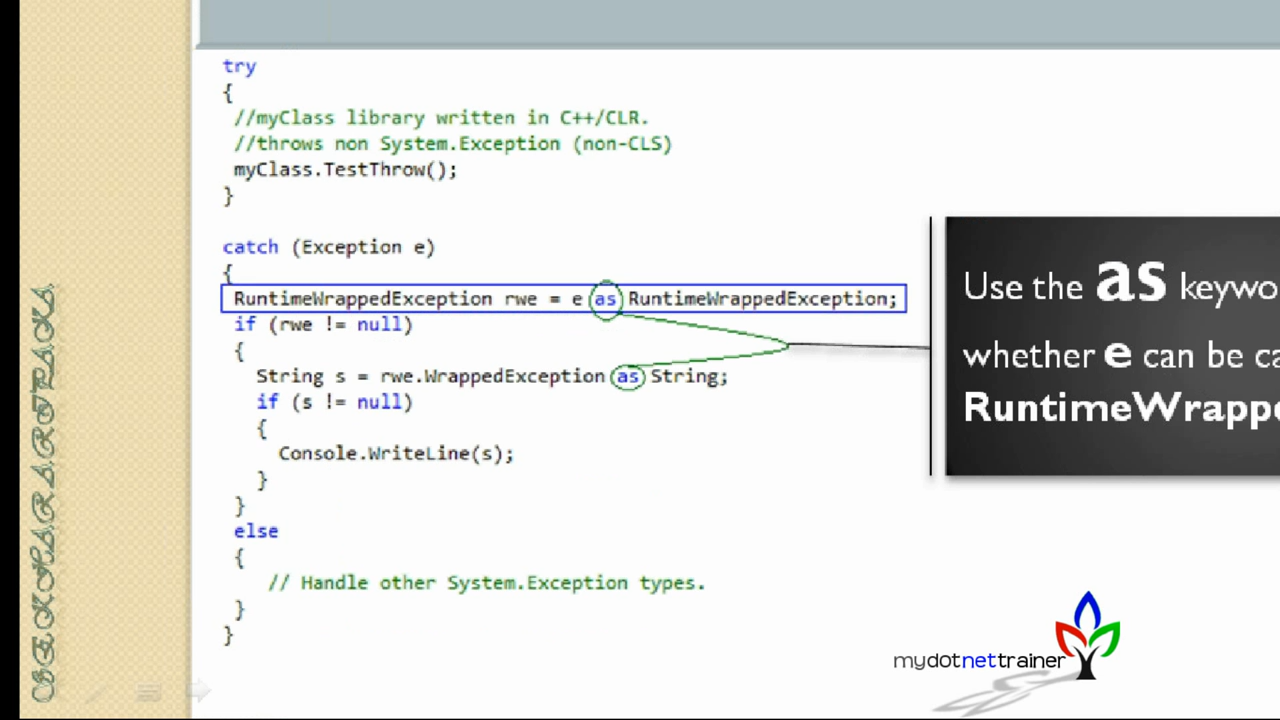 try
{
//myClass library written in C++/CLR.
//throws non System.Exception (non-CLS)
myClass.TestThrow();
}
catch (Exception e)
{
RuntimeWrappedException rwe = e as RuntimeWrappedException;
if (rwe != null)
{
String s = rwe.WrappedException as String;
if (s != null)
{
Console.WriteLine(s);
}
}
else
{
// Handle other System.Exception types.
}
}
Use the as keywo
whether e can be ca
RuntimeWrappe
mydotnettrainer